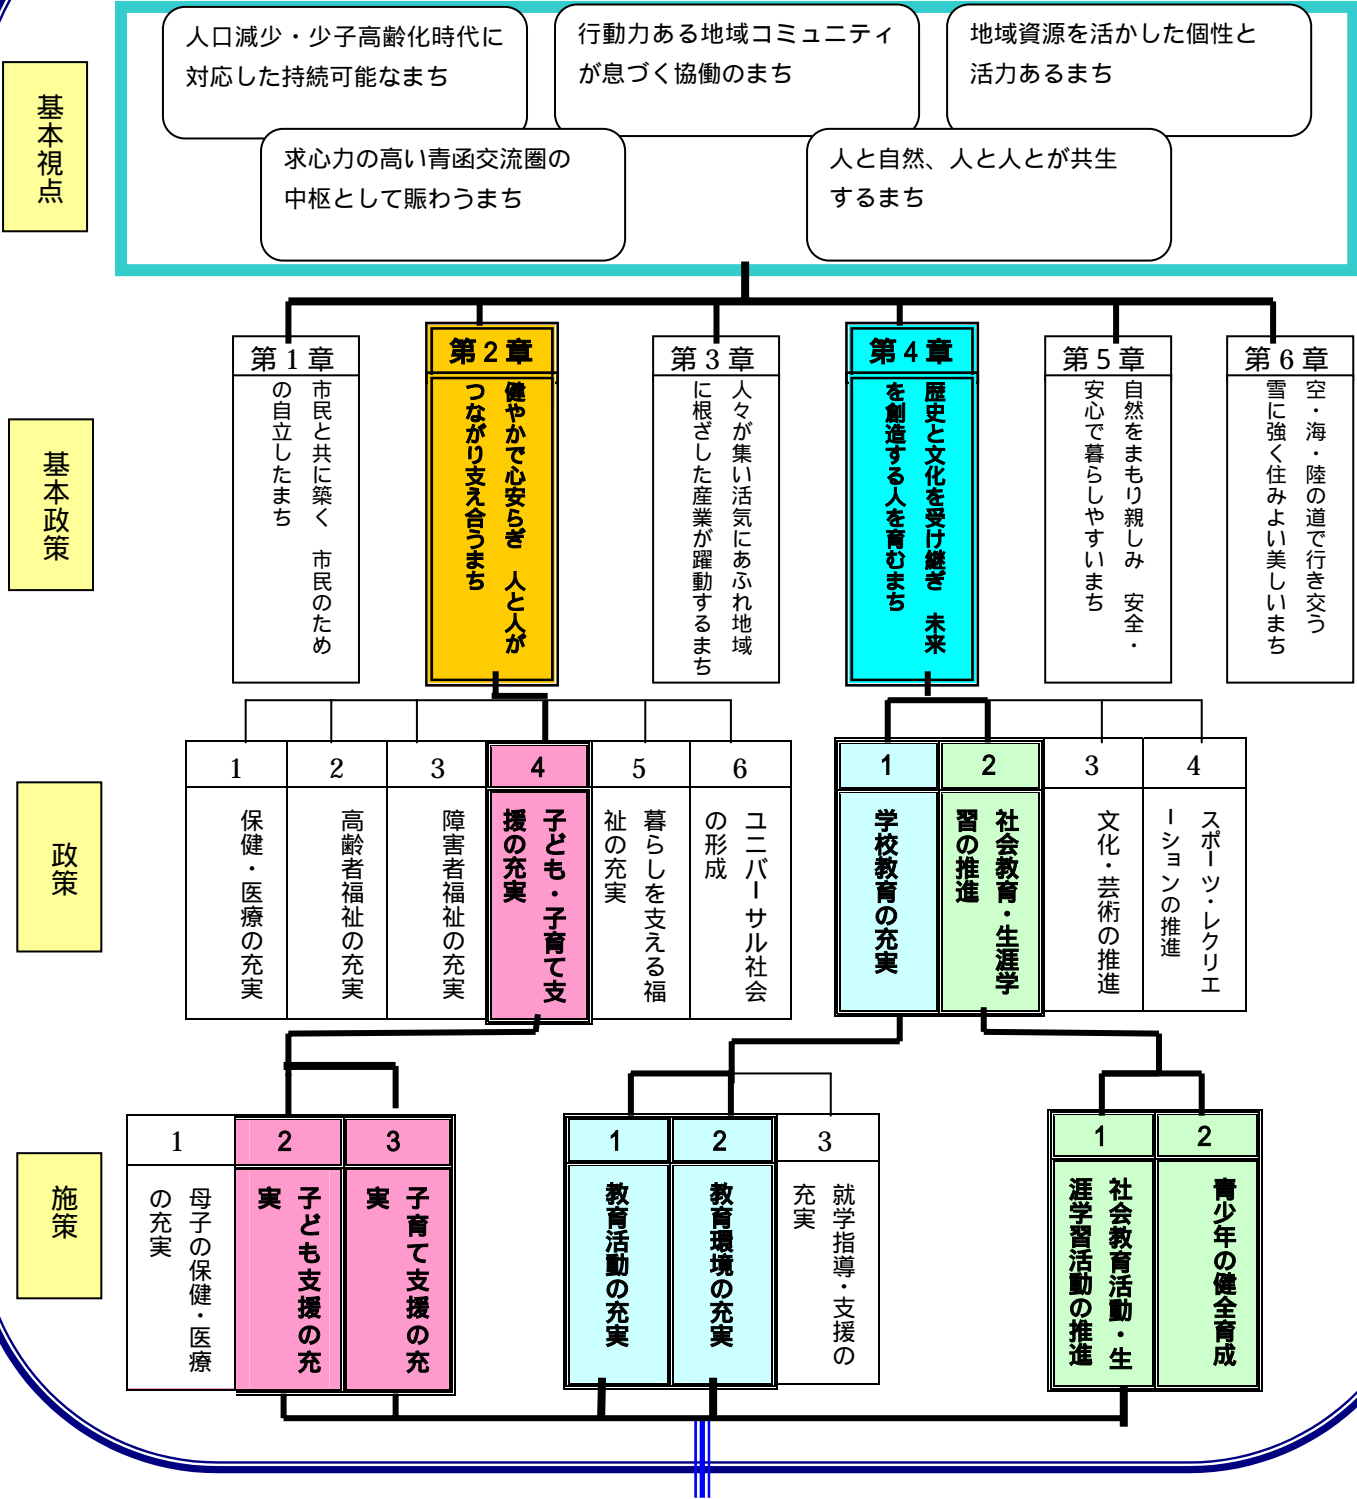 基本視点
人口減少・少子高齢化時代に
対応した持続可能なまち
行動力ある地域コミュニティ
が息づく協働のまち
地域資源を活かした個性と
活力あるまち
求心力の高い青函交流圏の
中枢として賑わうまち
人と自然、人と人とが共生
するまち
基本政策
第1章
市民と共に築く　市民のため
の自立したまち
第2章
健やかで心安らぎ　人と人が
つながり支え合うまち
第3章
人々が集い活気にあふれ地域
に根ざした産業が躍動するまち
第4章
歴史と文化を受け継ぎ　未来
を創造する人を育むまち
第5章
自然をまもり親しみ　安全・
安心で暮らしやすいまち
第6章
空・海・陸の道で行き交う
雪に強く住みよい美しいまち
政策
1
保健・医療の充実
2
高齢者福祉の充実
3
障害者福祉の充実
4
子ども・子育て支
援の充実
5
暮らしを支える福
祉の充実
6
ユニバーサル社会
の形成
1
学校教育の充実
2
社会教育・生涯学
習の推進
3
文化・芸術の推進
4
スポーツ・レクリエ
ーションの推進
施策
1
母子の保健・医療
の充実
2
子ども支援の充
実
3
子育て支援の充
実
1
教育活動の充実
2
教育環境の充実
3
就学指導・支援の
充実
1
社会教育活動・生
涯学習活動の推進
2
青少年の健全育成